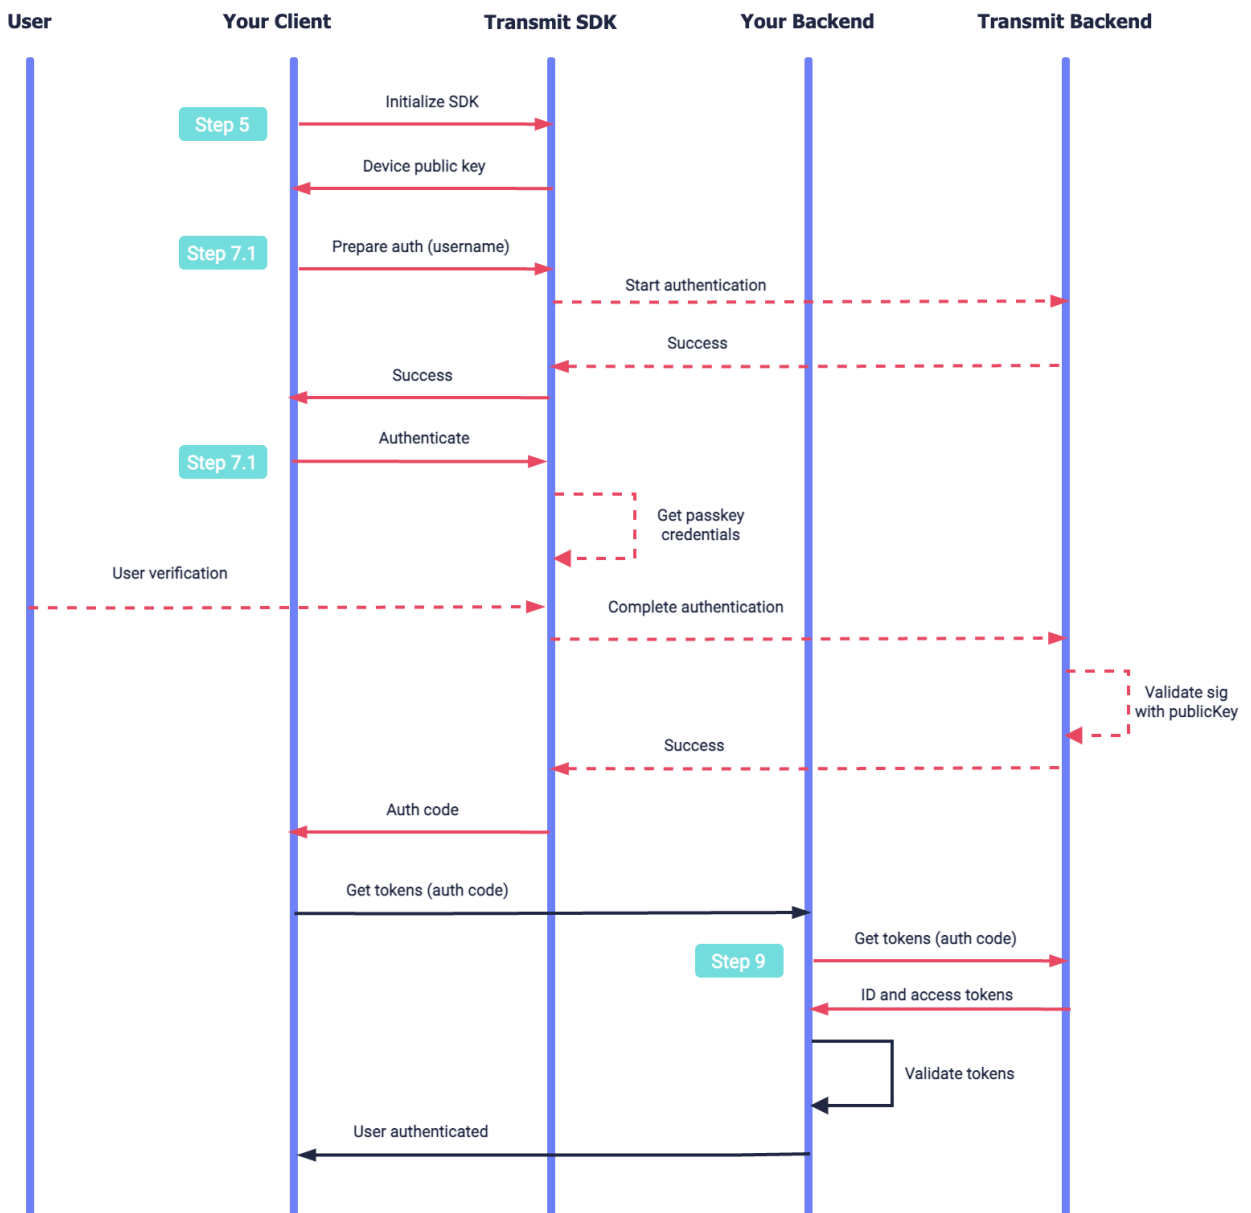 User
Your Client
Transmit SDK
Your Backend
Transmit Backend
Initialize SDK
Step 5
Device public key
Prepare auth (username)
Step 7.1
Start authentication
Success
Success
Authenticate
Step 7.1
Get passkey
credentials
User verification
Complete authentication
Validate sig
with publicKey
Success
Auth code
Get tokens (auth code)
Get tokens (auth code)
Step 9
ID and access tokens
Validate tokens
User authenticated